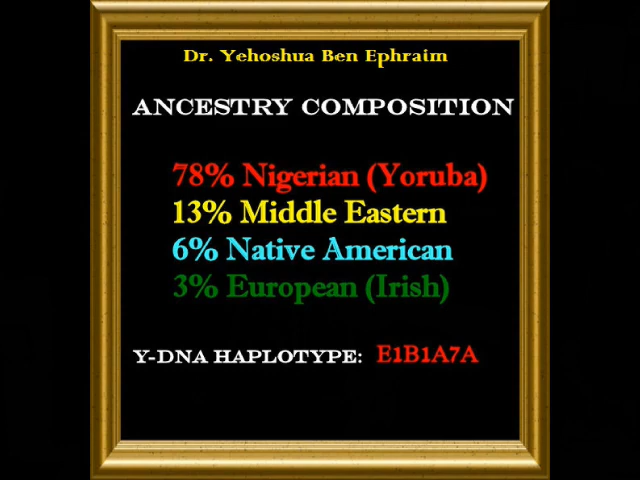 Dr. Yehoshua Ben Ephraim
ANCESTRY COMPOSITION
78% Nigerian (Yoruba)
13% Middle Eastern
6% Native American
3% European (Irish)
Y-DNA HAPLOTYPE: E1B1A7A